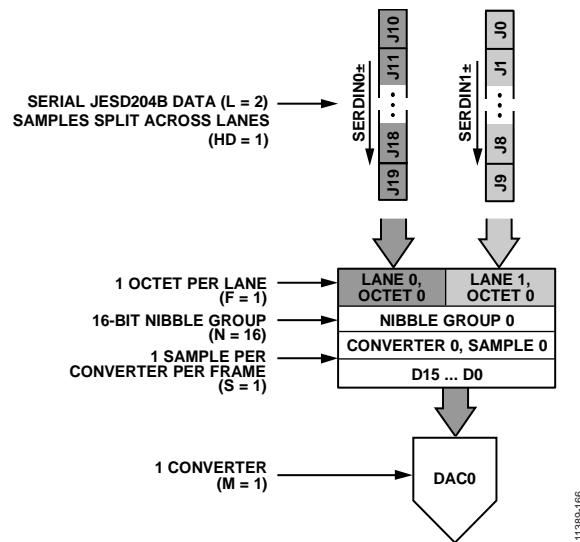 J10
J11
J18
J19
SERDIN0±
J0
J1
J8
J9
SERDIN1±
SERIAL JESD204B DATA (L = 2)
SAMPLES SPLIT ACROSS LANES
(HD = 1)
1 OCTET PER LANE
(F = 1)
LANE 0,
OCTET 0
LANE 1,
OCTET 0
16-BIT NIBBLE GROUP
(N = 16)
NIBBLE GROUP 0
1 SAMPLE PER
CONVERTER PER FRAME
(S = 1)
CONVERTER 0, SAMPLE 0
D15 ... D0
1 CONVERTER
(M = 1)
DAC0
11389-166